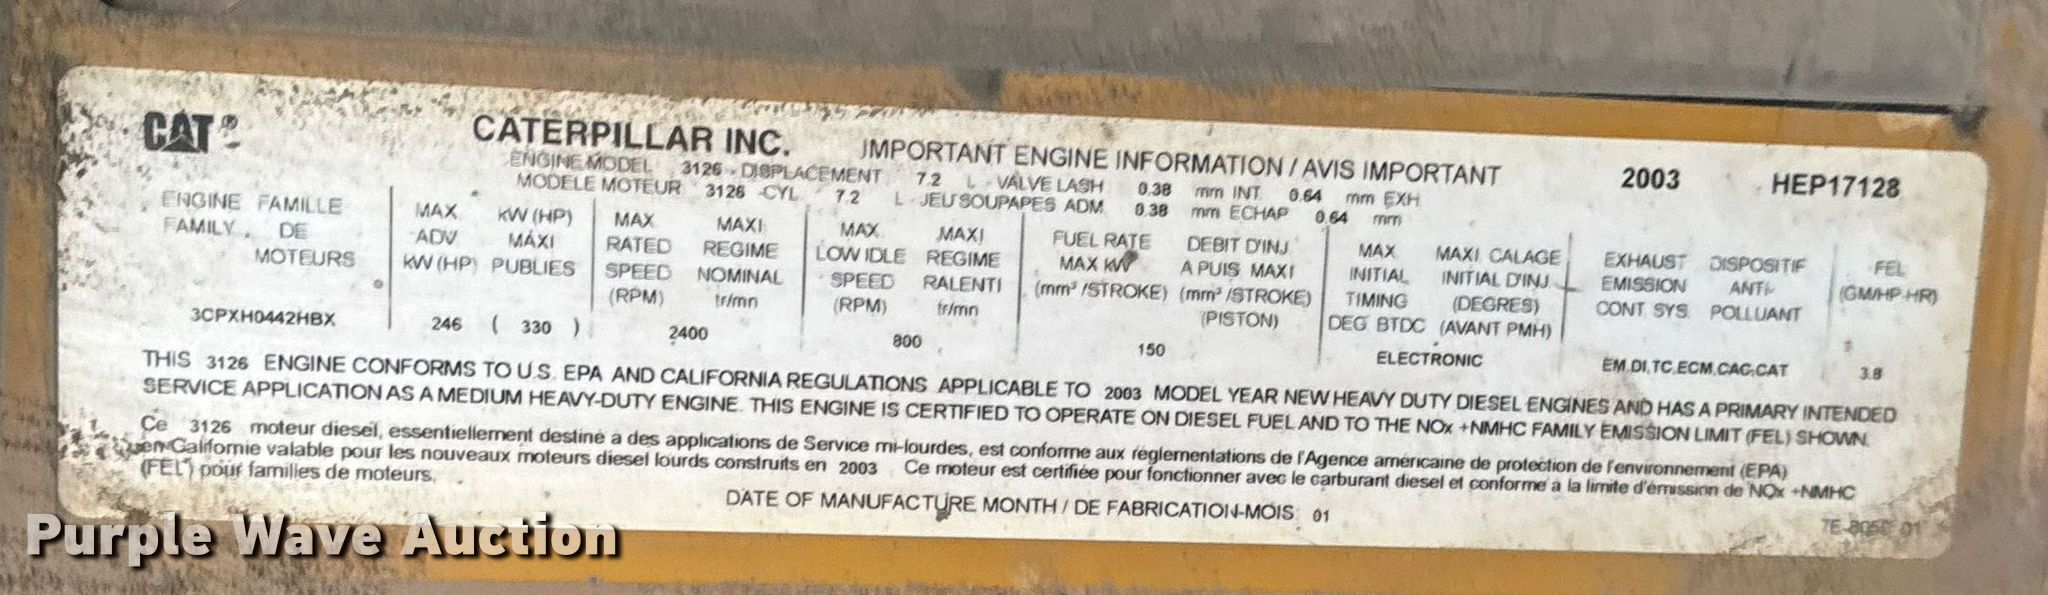 CAT®
CATERPILLAR INC. IMPORTANT ENGINE INFORMATION / AVIS IMPORTANT 2003 HEP17128
ENGINE MODEL 3126 - DISPLACEMENT 7.2 L - VALVE LASH 0.38 mm INT. 0.64 mm EXH
MODELE MOTEUR 3126 - CYL 7.2 L - JEU SOUPAPES ADM. 0.38 mm ECHAP 0.64 mm
ENGINE FAMILLE
FAMILY DE
MOTEURS
3CPXH0442HBX
MAX. kW (HP)
ADV. MAXI
kW (HP) PUBLIES
246 ( 330 )
MAX. MAXI
RATED REGIME
SPEED NOMINAL
(RPM) tr/mn
2400
MAX. MAXI
LOW IDLE REGIME
SPEED RALENTI
(RPM) tr/mn
800
FUEL RATE DEBIT D'INJ.
MAX kW A PUIS MAXI
(mm³ /STROKE) (mm³ /STROKE)
(PISTON)
150
MAX MAXI CALAGE
INITIAL INITIAL D'INJ.
TIMING (DEGRES)
DEG BTDC (AVANT PMH)
ELECTRONIC
EXHAUST DISPOSITIF
EMISSION ANTI-
CONT. SYS. POLLUANT
EM,DI,TC,ECM,CAC,CAT
FEL
(GM/HP-HR)
3.8
THIS 3126 ENGINE CONFORMS TO U.S. EPA AND CALIFORNIA REGULATIONS APPLICABLE TO 2003 MODEL YEAR NEW HEAVY DUTY DIESEL ENGINES AND HAS A PRIMARY INTENDED
SERVICE APPLICATION AS A MEDIUM HEAVY-DUTY ENGINE. THIS ENGINE IS CERTIFIED TO OPERATE ON DIESEL FUEL AND TO THE NOx +NMHC FAMILY EMISSION LIMIT (FEL) SHOWN.
Ce 3126 moteur diesel, essentiellement destiné a des applications de Service mi-lourdes, est conforme aux réglementations de l'Agence américaine de protection de l'environnement (EPA)
en Californie valable pour les nouveaux moteurs diesel lourds construits en 2003 . Ce moteur est certifiée pour fonctionner avec le carburant diesel et conforme à la limite d'émission de NOx +NMHC
(FEL) pour familles de moteurs.
DATE OF MANUFACTURE MONTH / DE FABRICATION-MOIS: 01
Purple Wave Auction